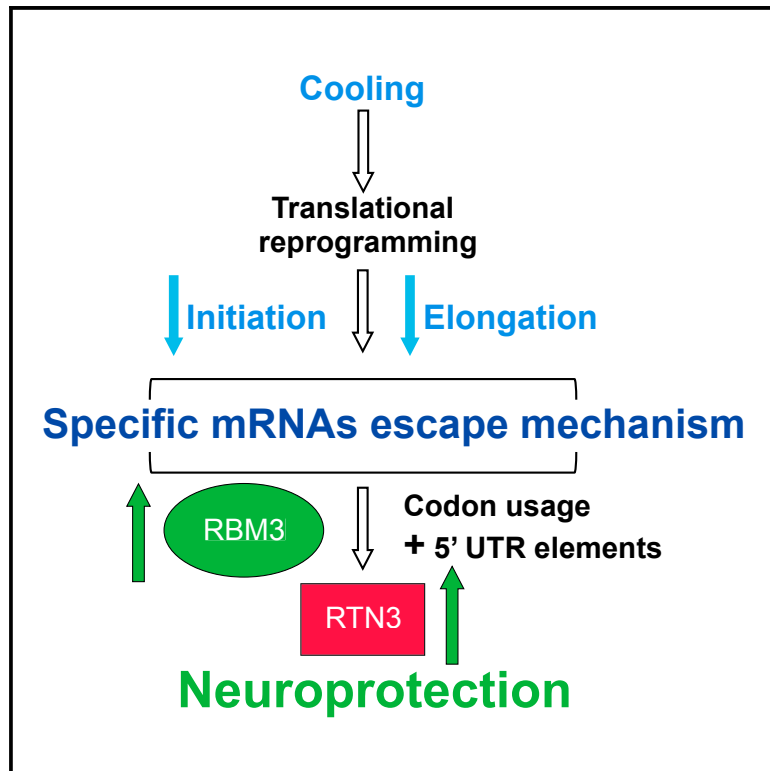 Cooling
Translational
reprogramming
Initiation
Elongation
Specific mRNAs escape mechanism
RBM3
Codon usage
+ 5’ UTR elements
RTN3
Neuroprotection